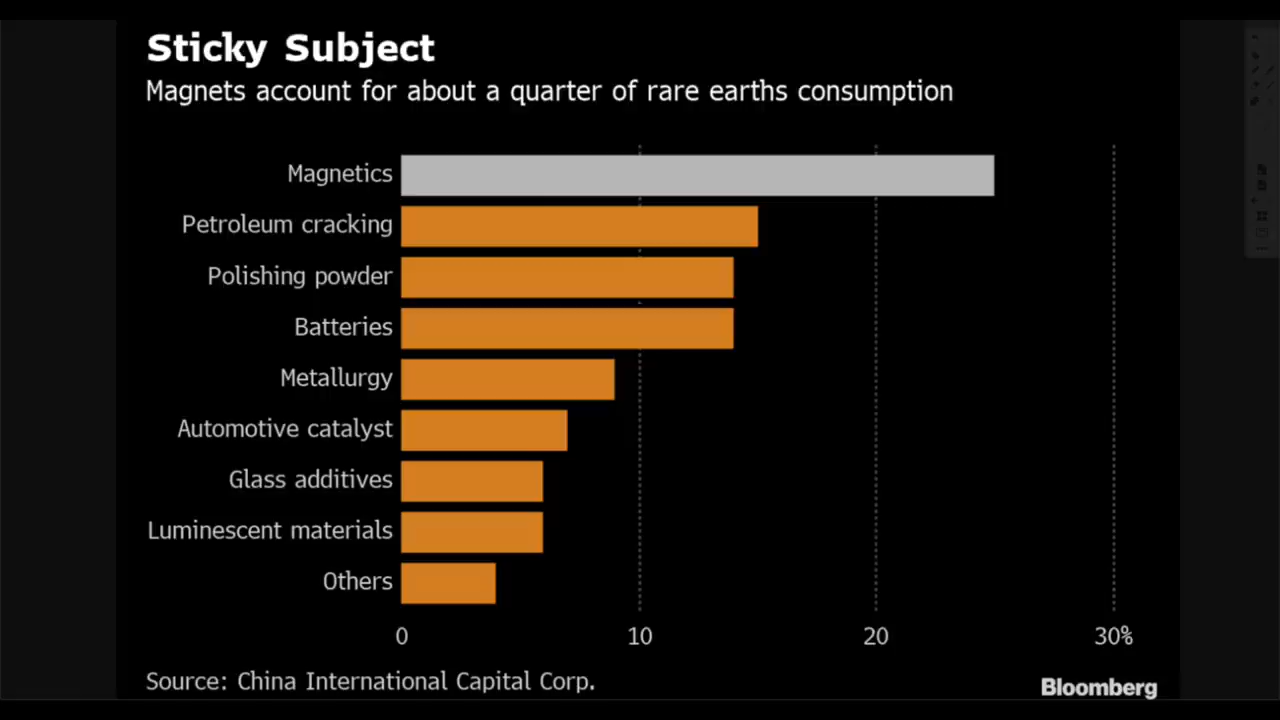 Sticky Subject
Magnets account for about a quarter of rare earths consumption
Magnetics
Petroleum cracking
Polishing powder
Batteries
Metallurgy
Automotive catalyst
Glass additives
Luminescent materials
Others
0 10 20 30%
Source: China International Capital Corp.
Bloomberg